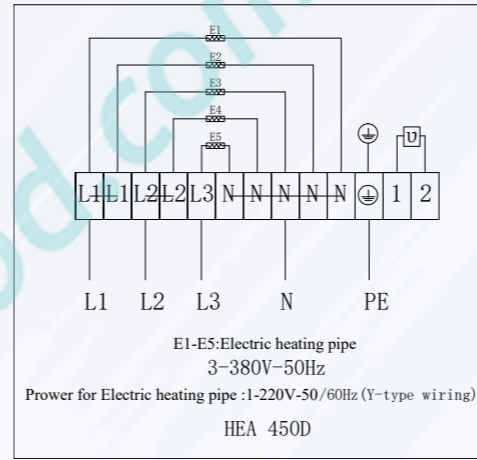 E1
E2
E3
E4
E5
L1 L1 L2 L2 L3 N N N N N 1 2
L1 L2 L3 N PE
E1-E5:Electric heating pipe
3-380V-50Hz
Prower for Electric heating pipe :1-220V-50/60Hz(Y-type wiring)
HEA 450D